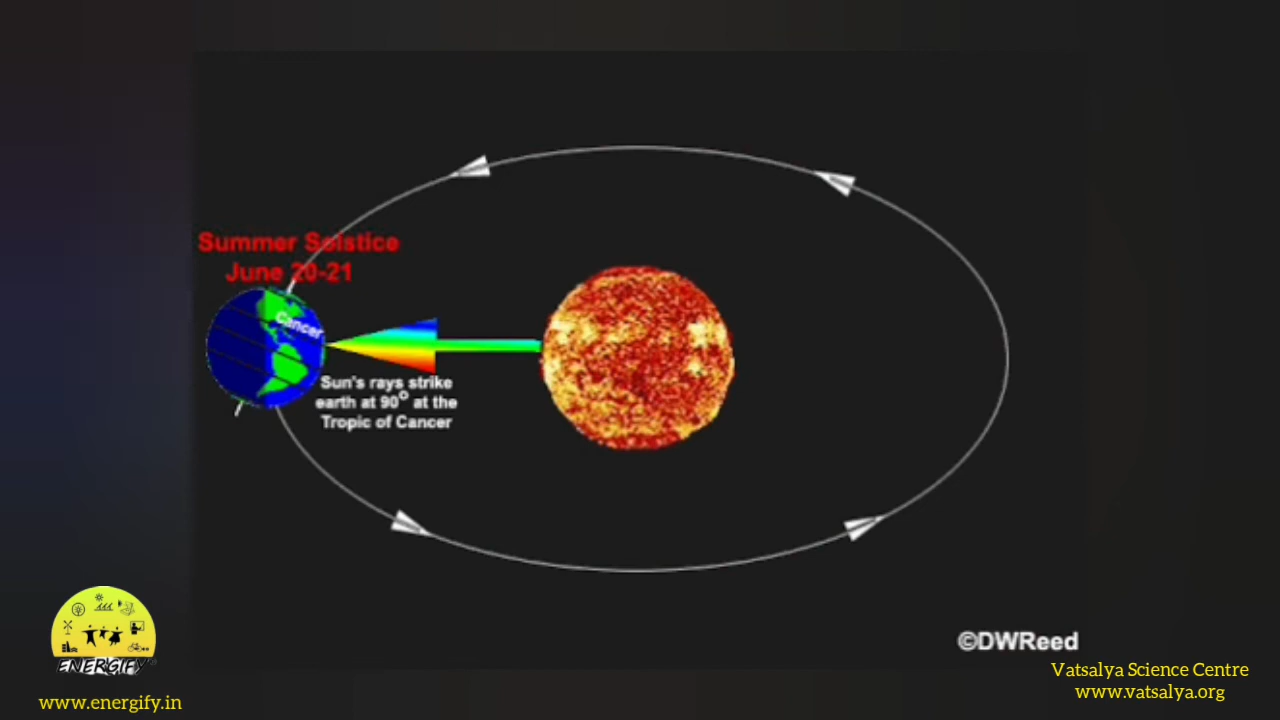 Summer Solstice
June 20-21
Cancer
Sun's rays strike
earth at 90° at the
Tropic of Cancer
©DWReed
ENERGIFY
www.energify.in
Vatsalya Science Centre
www.vatsalya.org